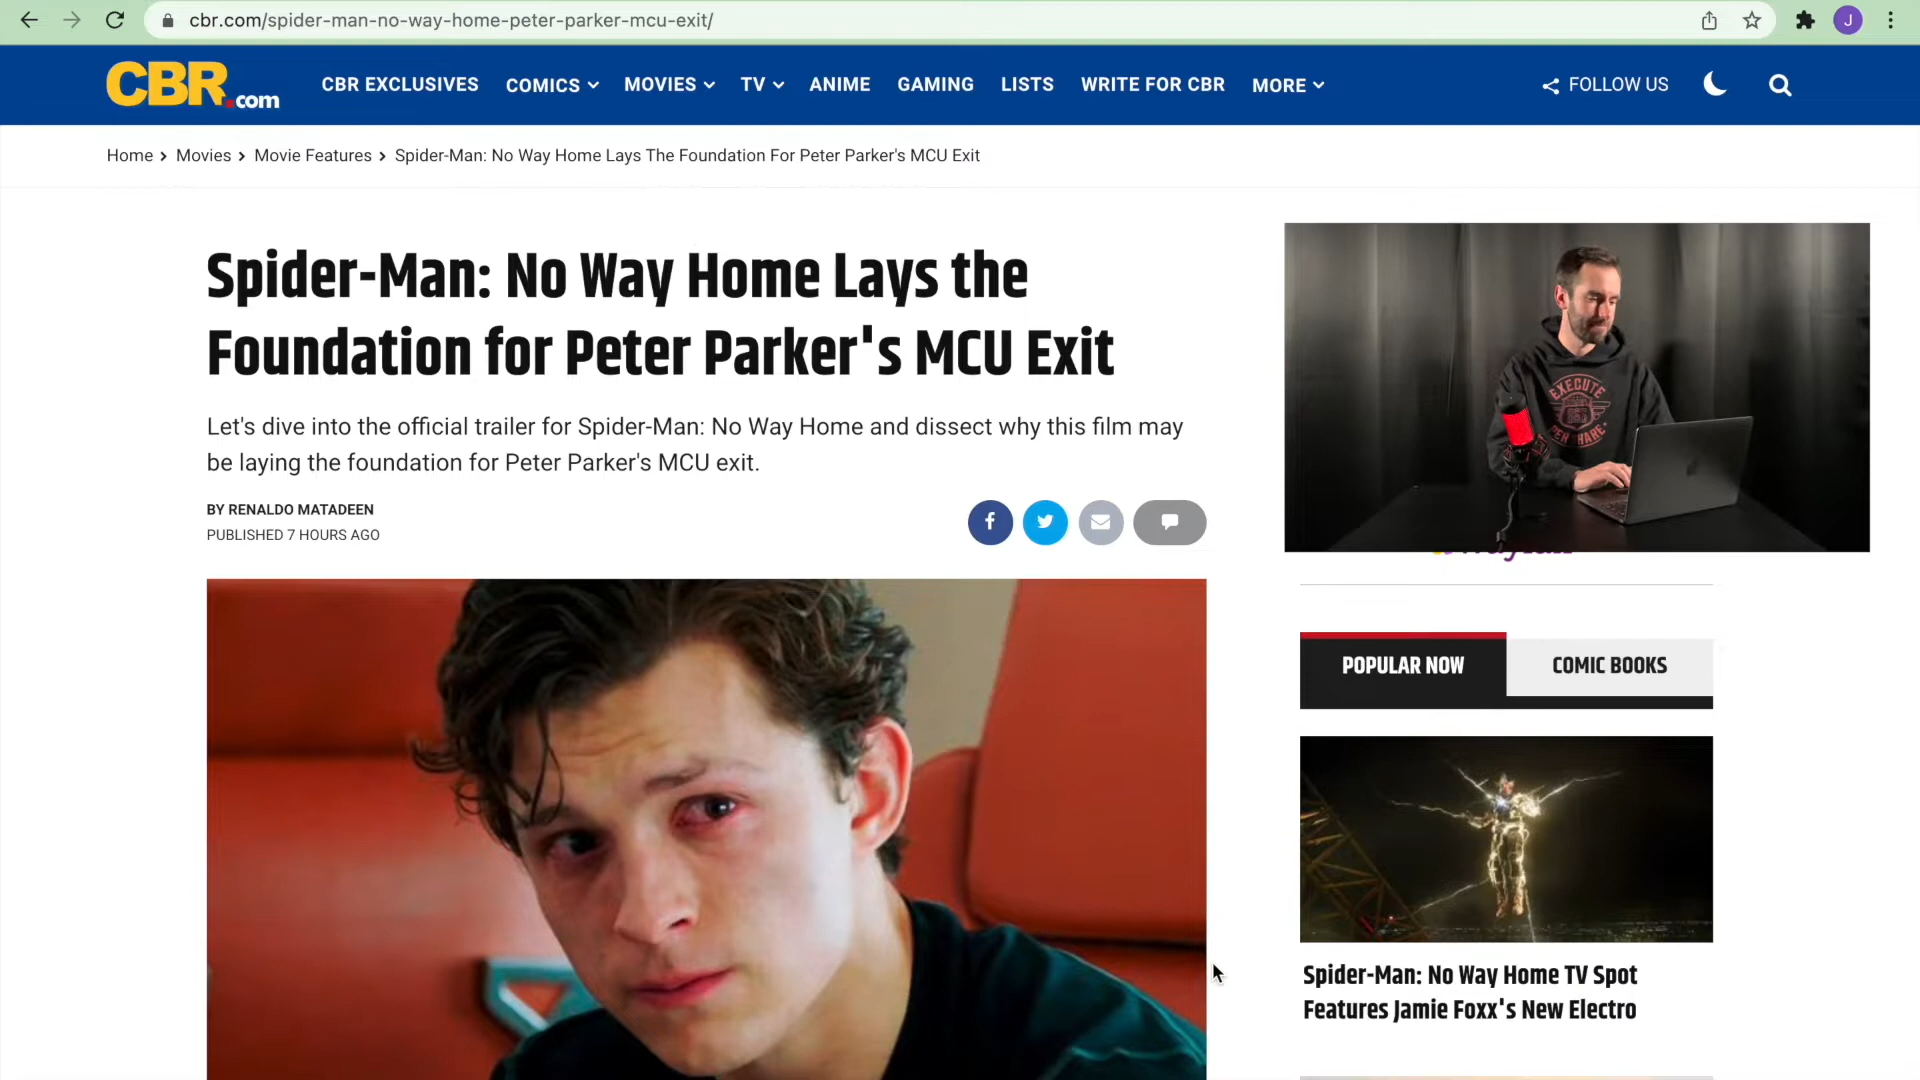 cbr.com/spider-man-no-way-home-peter-parker-mcu-exit/
J
CBR.com
CBR EXCLUSIVES COMICS MOVIES TV ANIME GAMING LISTS WRITE FOR CBR MORE FOLLOW US
Home > Movies > Movie Features > Spider-Man: No Way Home Lays The Foundation For Peter Parker's MCU Exit
Spider-Man: No Way Home Lays the
Foundation for Peter Parker's MCU Exit
Let's dive into the official trailer for Spider-Man: No Way Home and dissect why this film may
be laying the foundation for Peter Parker's MCU exit.
BY RENALDO MATADEEN
PUBLISHED 7 HOURS AGO
EXECUTE
POPULAR NOW
COMIC BOOKS
Spider-Man: No Way Home TV Spot
Features Jamie Foxx's New Electro